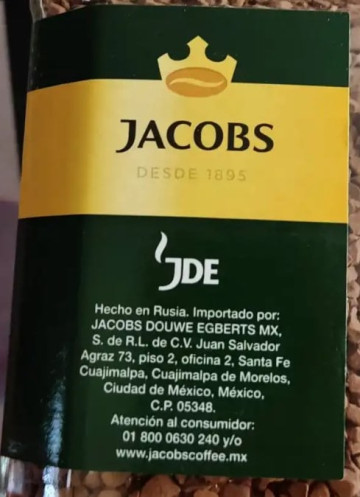 JACOBS
DESDE 1895
JDE
Hecho en Rusia. Importado por:
JACOBS DOUWE EGBERTS MX,
S. de R.L. de C.V. Juan Salvador
Agraz 73, piso 2, oficina 2, Santa Fe
Cuajimalpa, Cuajimalpa de Morelos,
Ciudad de México, México,
C.P. 05348.
Atención al consumidor:
01 800 0630 240 y/o
www.jacobscoffee.mx